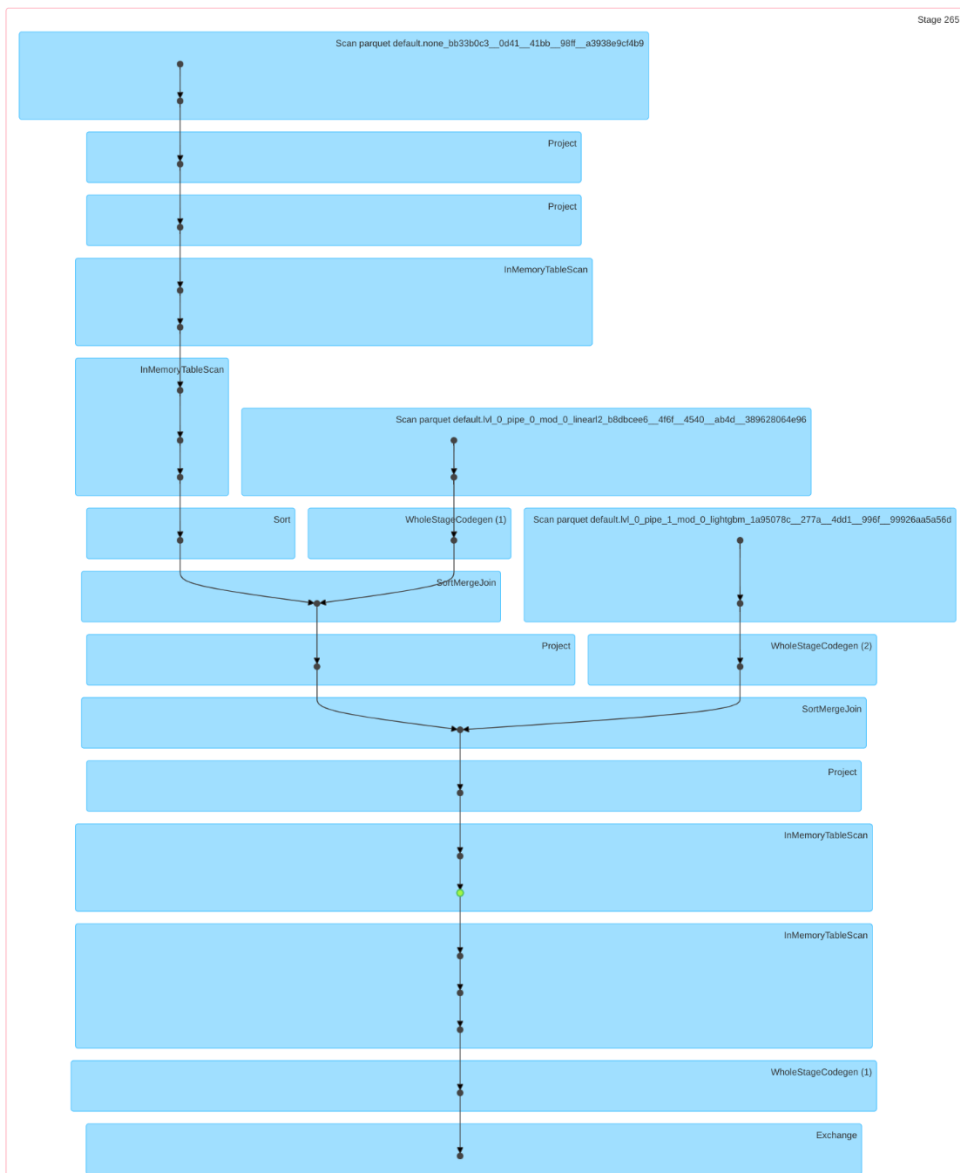 Stage 265
Scan parquet default.none_bb33b0c3__0d41__41bb__98ff__a3938e9cf4b9
Project
Project
InMemoryTableScan
InMemoryTableScan
Scan parquet default.lvl_0_pipe_0_mod_0_linearl2_b8dbcee6__4f6f__4540__ab4d__389628064e96
Sort
WholeStageCodegen (1)
Scan parquet default.lvl_0_pipe_1_mod_0_lightgbm_1a95078c__277a__4dd1__996f__99926aa5a56d
SortMergeJoin
Project
WholeStageCodegen (2)
SortMergeJoin
Project
InMemoryTableScan
InMemoryTableScan
WholeStageCodegen (1)
Exchange